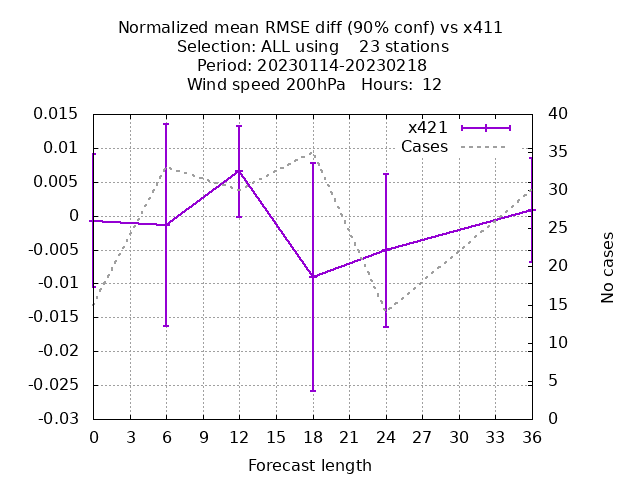 Normalized mean RMSE diff (90% conf) vs x411
Selection: ALL using    23 stations
Period: 20230114-20230218
Wind speed 200hPa   Hours:  12
x421
Cases
0.015
0.01
0.005
0
-0.005
-0.01
-0.015
-0.02
-0.025
-0.03
40
35
30
25
20
15
10
5
0
No cases
0 3 6 9 12 15 18 21 24 27 30 33 36
Forecast length